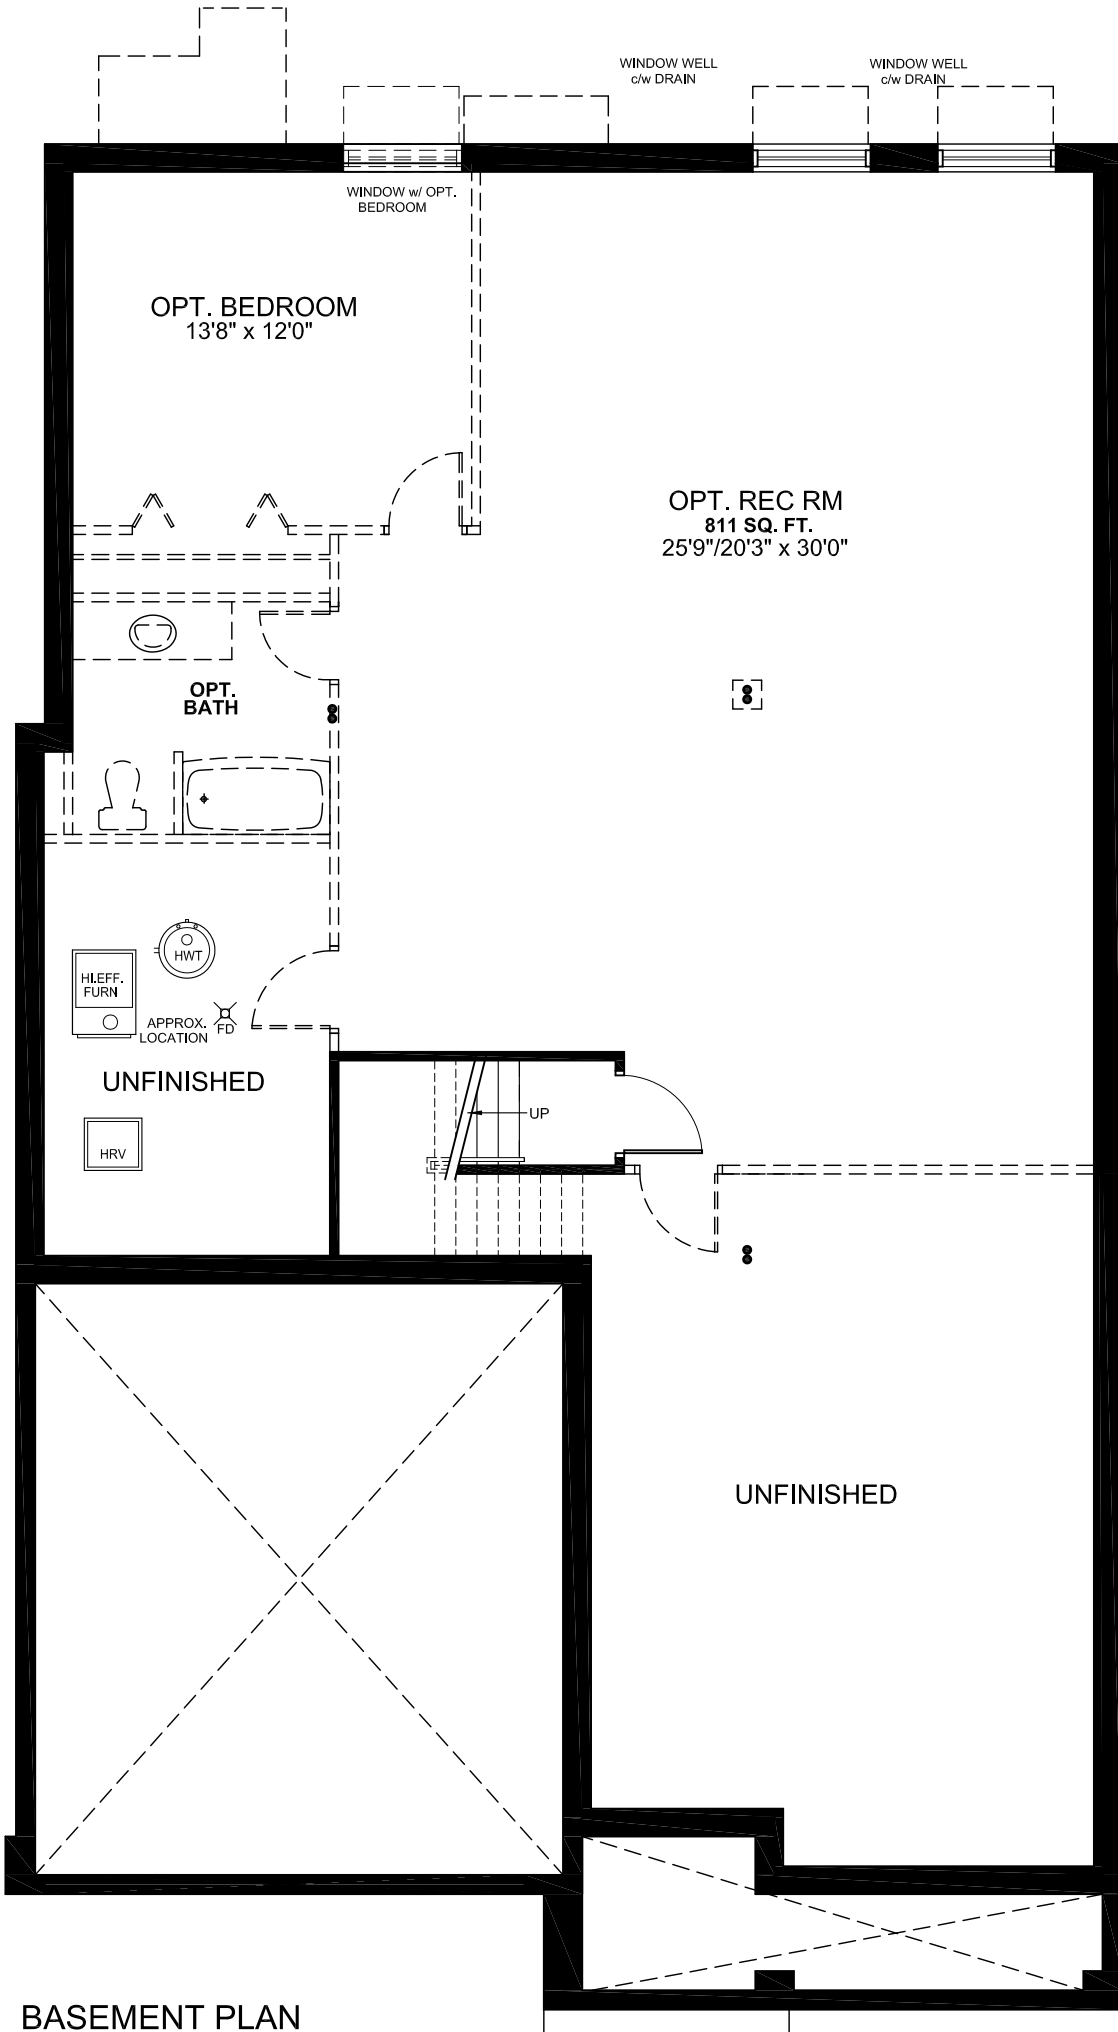 WINDOW WELL
c/w DRAIN
WINDOW WELL
c/w DRAIN
WINDOW w/ OPT.
BEDROOM
OPT. BEDROOM
13'8" x 12'0"
OPT. REC RM
811 SQ. FT.
25'9"/20'3" x 30'0"
OPT.
BATH
HWT
HI.EFF.
FURN
APPROX.
LOCATION
FD
UNFINISHED
UP
HRV
UNFINISHED
BASEMENT PLAN